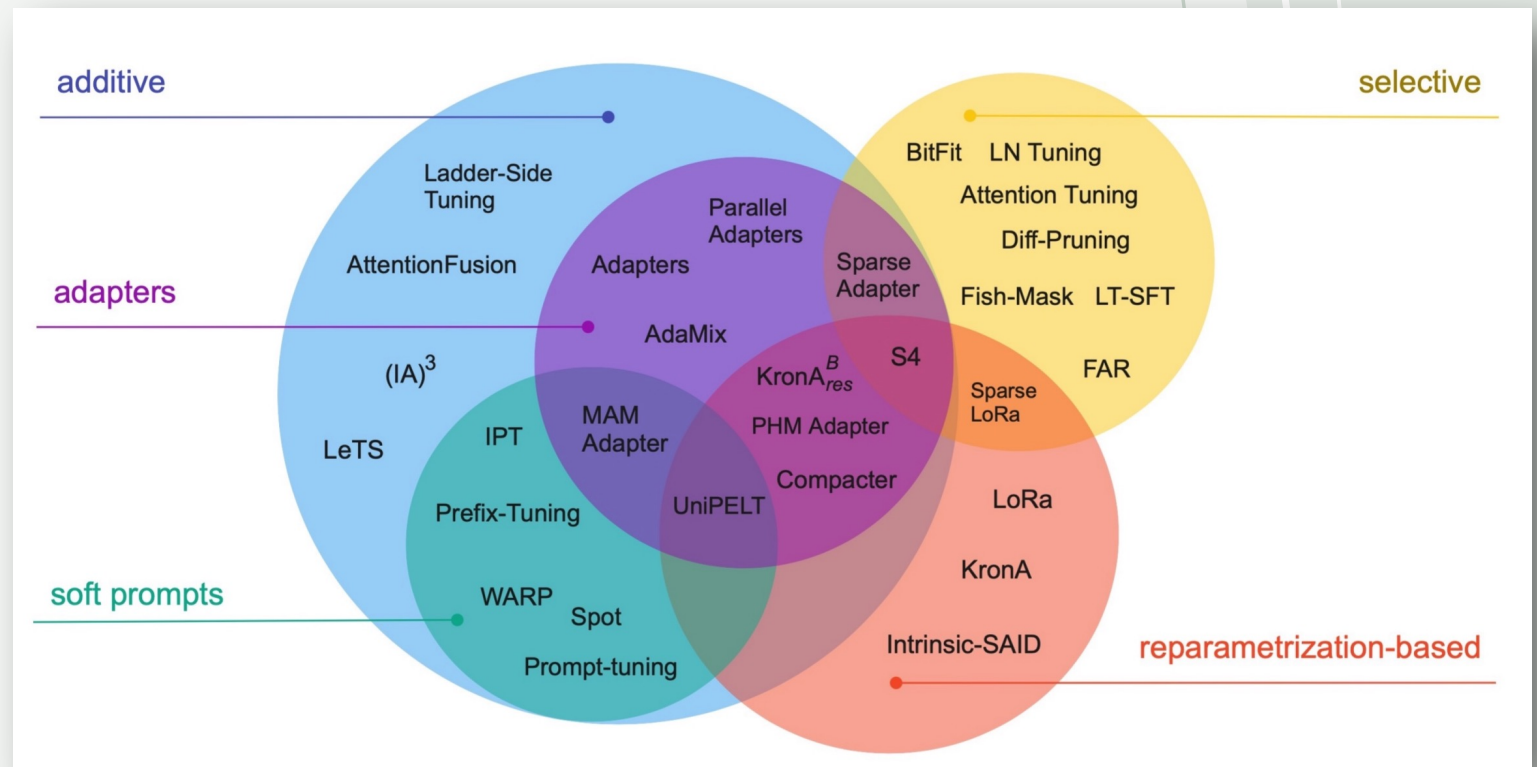 additive
selective
adapters
soft prompts
reparametrization-based
Ladder-Side
Tuning
AttentionFusion
(IA)³
LeTS
Parallel
Adapters
Adapters
AdaMix
MAM
Adapter
IPT
Prefix-Tuning
WARP
Spot
Prompt-tuning
UniPELT
KronA^B_res
PHM Adapter
Compacter
Sparse
Adapter
S4
BitFit LN Tuning
Attention Tuning
Diff-Pruning
Fish-Mask LT-SFT
FAR
Sparse
LoRa
LoRa
KronA
Intrinsic-SAID